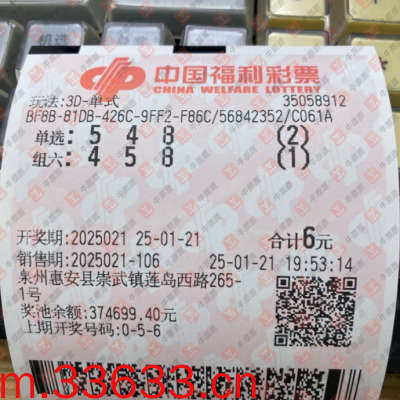 机选
中国福利彩票
CHINA WELFARE LOTTERY
玩法:3D-单式 35058912
BF8B-81DB-426C-9FF2-F86C/56842352/C061A
单选: 5 4 8 (2)
组六: 4 5 8 (1)
开奖期:2025021 25-01-21 合计6元
销售期:2025021-106 25-01-21 19:53:14
泉州惠安县崇武镇莲岛西路265-
1号
奖池余额:374699.40元
上期开奖号码:0-5-6
m.33633.cn